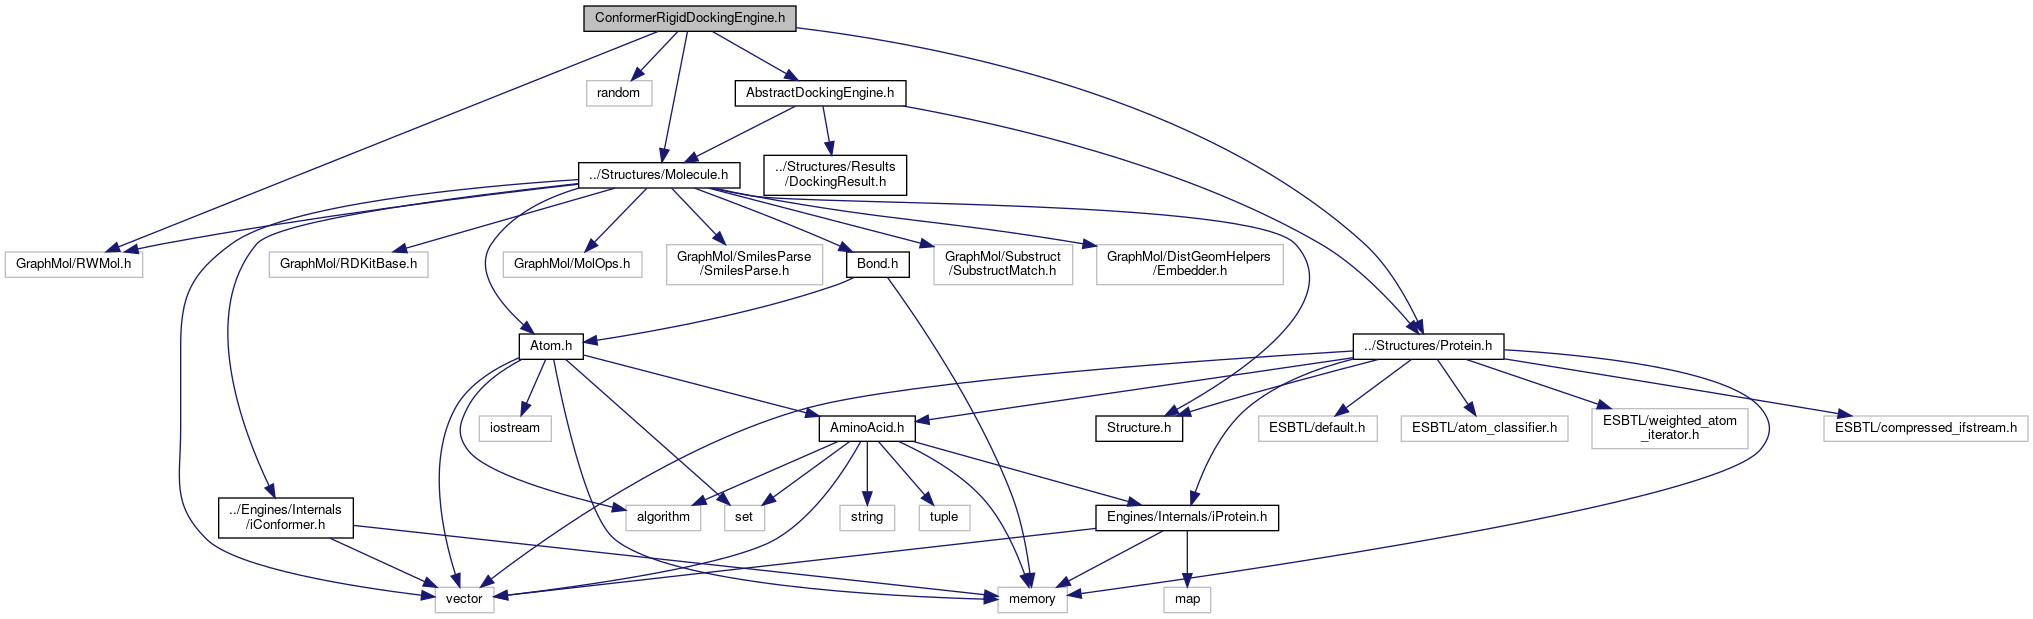 ConformerRigidDockingEngine.h
random
AbstractDockingEngine.h
../Structures/Molecule.h
../Structures/Results
/DockingResult.h
GraphMol/RWMol.h
GraphMol/RDKitBase.h
GraphMol/MolOps.h
GraphMol/SmilesParse
/SmilesParse.h
Bond.h
GraphMol/Substruct
/SubstructMatch.h
GraphMol/DistGeomHelpers
/Embedder.h
Atom.h
../Structures/Protein.h
iostream
AminoAcid.h
Structure.h
ESBTL/default.h
ESBTL/atom_classifier.h
ESBTL/weighted_atom
_iterator.h
ESBTL/compressed_ifstream.h
../Engines/Internals
/iConformer.h
algorithm
set
string
tuple
Engines/Internals/iProtein.h
vector
memory
map